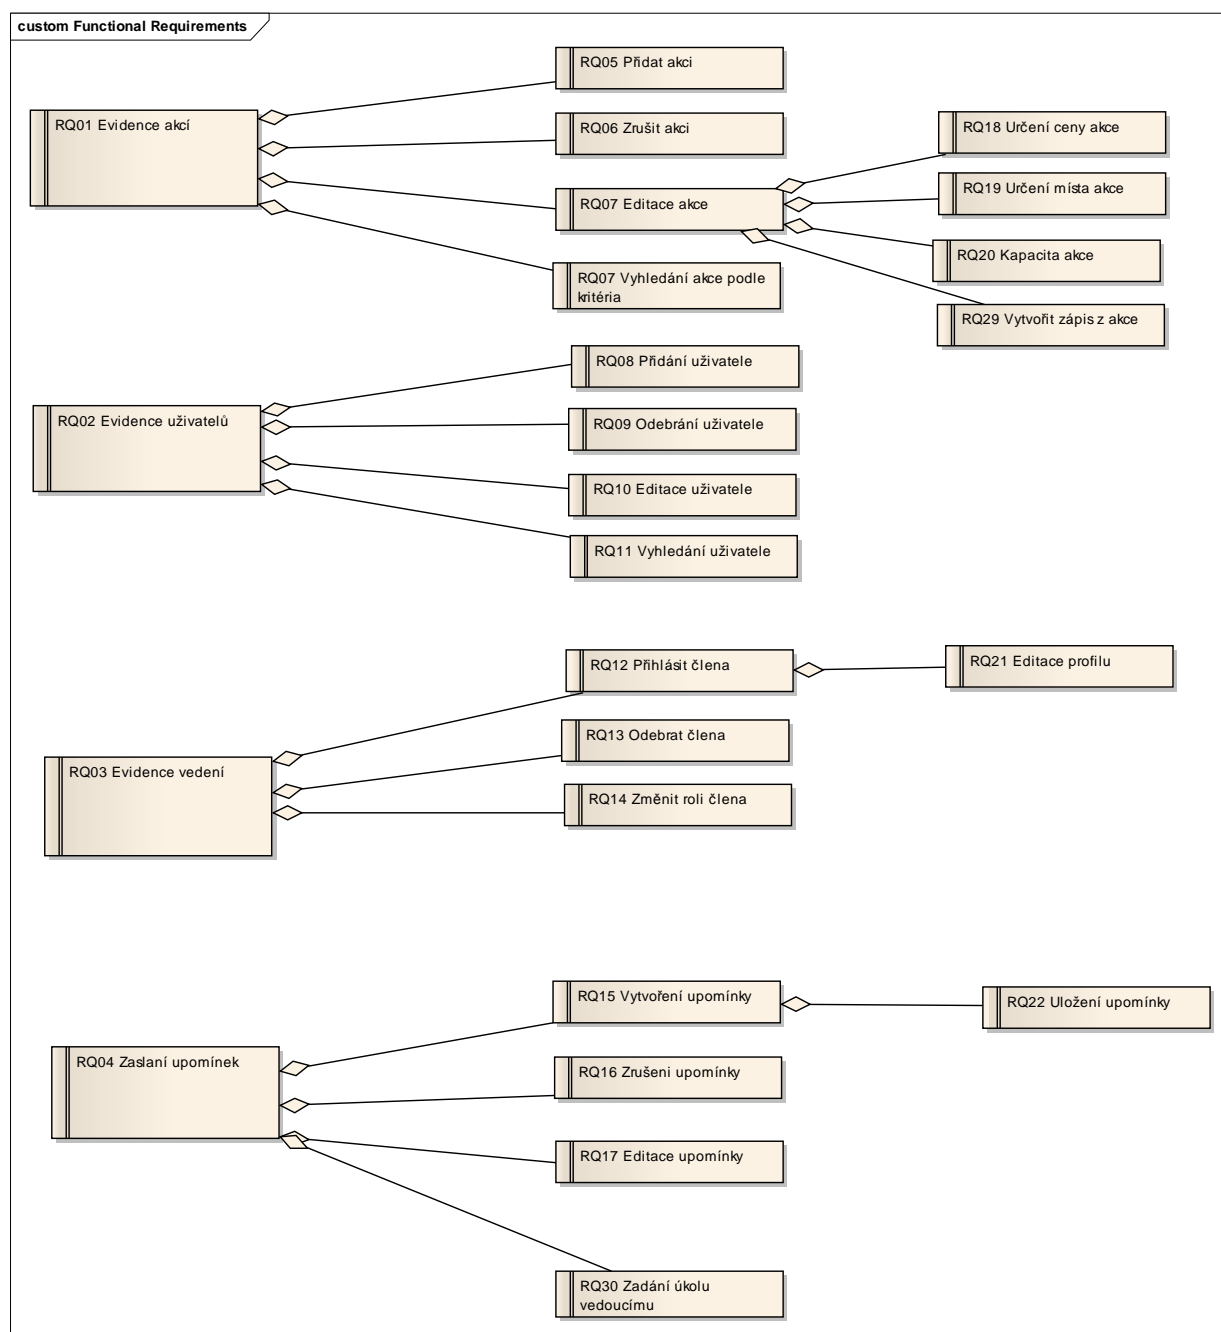 custom Functional Requirements
RQ05 Přidat akci
RQ01 Evidence akcí
RQ06 Zrušit akci
RQ18 Určení ceny akce
RQ19 Určení místa akce
RQ07 Editace akce
RQ20 Kapacita akce
RQ07 Vyhledání akce podle
kritéria
RQ29 Vytvořit zápis z akce
RQ08 Přidání uživatele
RQ02 Evidence uživatelů
RQ09 Odebrání uživatele
RQ10 Editace uživatele
RQ11 Vyhledání uživatele
RQ12 Přihlásit člena
RQ21 Editace profilu
RQ13 Odebrat člena
RQ03 Evidence vedení
RQ14 Změnit roli člena
RQ15 Vytvoření upomínky
RQ22 Uložení upomínky
RQ04 Zaslaní upomínek
RQ16 Zrušeni upomínky
RQ17 Editace upomínky
RQ30 Zadání úkolu
vedoucímu